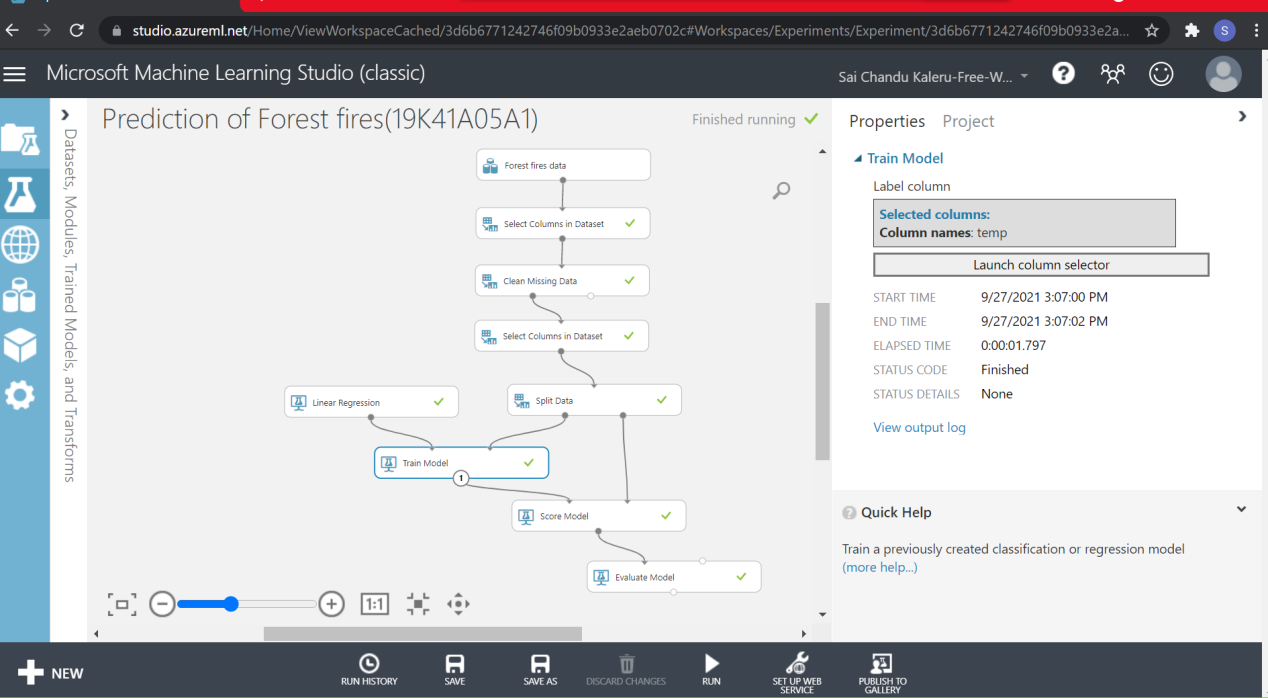 studio.azureml.net/Home/ViewWorkspaceCached/3d6b6771242746f09b0933e2aeb0702c#Workspaces/Experiments/Experiment/3d6b6771242746f09b0933e2a...
S
Microsoft Machine Learning Studio (classic)
Sai Chandu Kaleru-Free-W...
?
Datasets, Modules, Trained Models, and Transforms
Prediction of Forest fires(19K41A05A1)
Finished running
Forest fires data
Select Columns in Dataset
Clean Missing Data
Select Columns in Dataset
Linear Regression
Split Data
Train Model
1
Score Model
Evaluate Model
1:1
Properties Project
Train Model
Label column
Selected columns:
Column names: temp
Launch column selector
START TIME 9/27/2021 3:07:00 PM
END TIME 9/27/2021 3:07:02 PM
ELAPSED TIME 0:00:01.797
STATUS CODE Finished
STATUS DETAILS None
View output log
? Quick Help
Train a previously created classification or regression model
(more help...)
NEW
RUN HISTORY
SAVE
SAVE AS
DISCARD CHANGES
RUN
SET UP WEB
SERVICE
PUBLISH TO
GALLERY